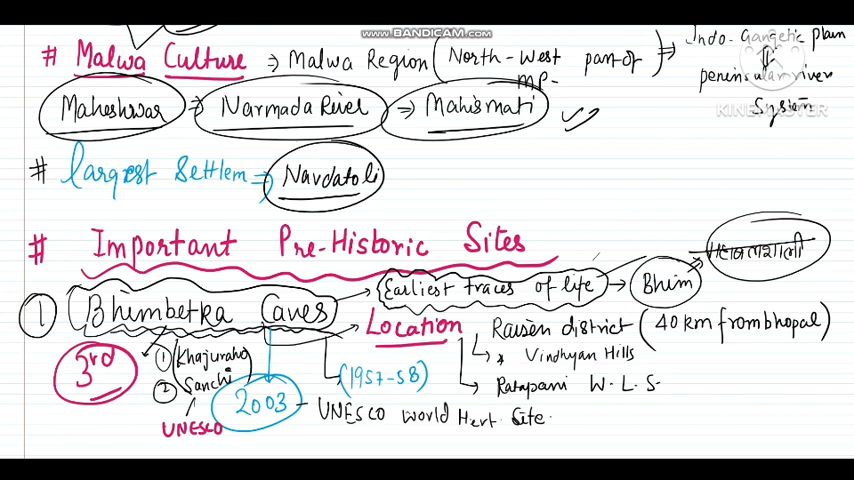 www.BANDICAM.com
# Malwa Culture → Malwa Region (North-West part of MP.) ⇒ Indo-Gangetic plain
peninsular river System
KINEMASTER
Maheshwar ⇒ Narmada River ⇒ Mahismati
# largest Settlem ⇒ Navdatoli
# Important Pre-Historic Sites
① Bhimbetka Caves → Earliest traces of life → Bhim ⇒
→ Location Raisen district (40 km from bhopal)
Vindhyan Hills
Ratapani W.L.S
3rd
① Khajuraho
② Sanchi
UNESCO
(1957-58)
2003 - UNESCO world Hert. Site.